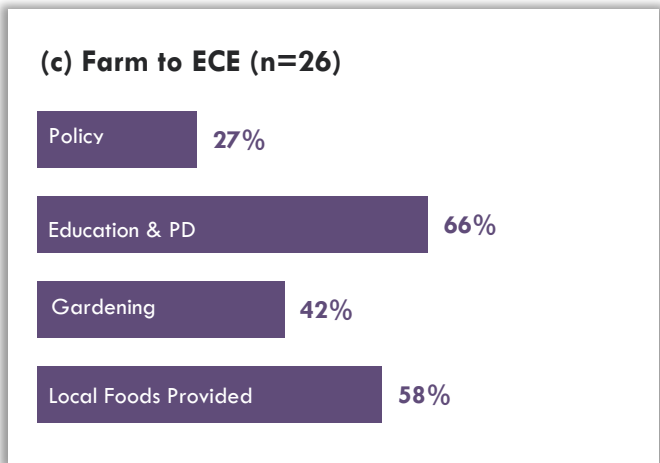 (c) Farm to ECE (n=26)
Policy 27%
Education & PD 66%
Gardening 42%
Local Foods Provided 58%